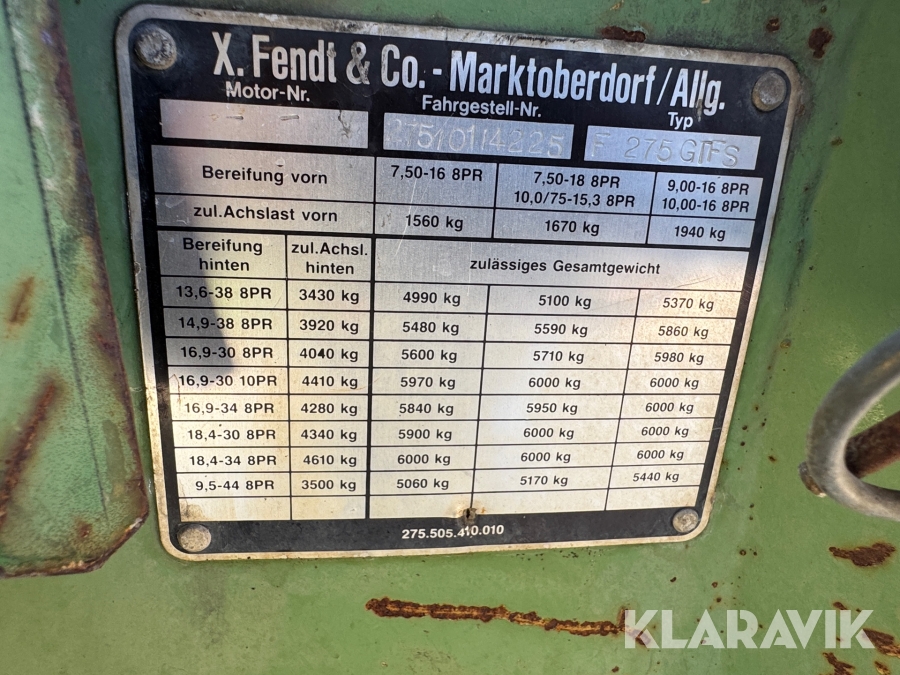 X. Fendt & Co. - Marktoberdorf/Allg.
Motor-Nr. Fahrgestell-Nr. Typ
- - F 275 GTFS
Bereifung vorn 7,50-16 8PR 7,50-18 8PR 9,00-16 8PR
10,0/75-15,3 8PR 10,00-16 8PR
zul.Achslast vorn 1560 kg 1670 kg 1940 kg
Bereifung zul.Achsl. zulässiges Gesamtgewicht
hinten hinten
13,6-38 8PR 3430 kg 4990 kg 5100 kg 5370 kg
14,9-38 8PR 3920 kg 5480 kg 5590 kg 5860 kg
16,9-30 8PR 4040 kg 5600 kg 5710 kg 5980 kg
16,9-30 10PR 4410 kg 5970 kg 6000 kg 6000 kg
16,9-34 8PR 4280 kg 5840 kg 5950 kg 6000 kg
18,4-30 8PR 4340 kg 5900 kg 6000 kg 6000 kg
18,4-34 8PR 4610 kg 6000 kg 6000 kg 6000 kg
9,5-44 8PR 3500 kg 5060 kg 5170 kg 5440 kg
275.505.410.010
KLARAVIK